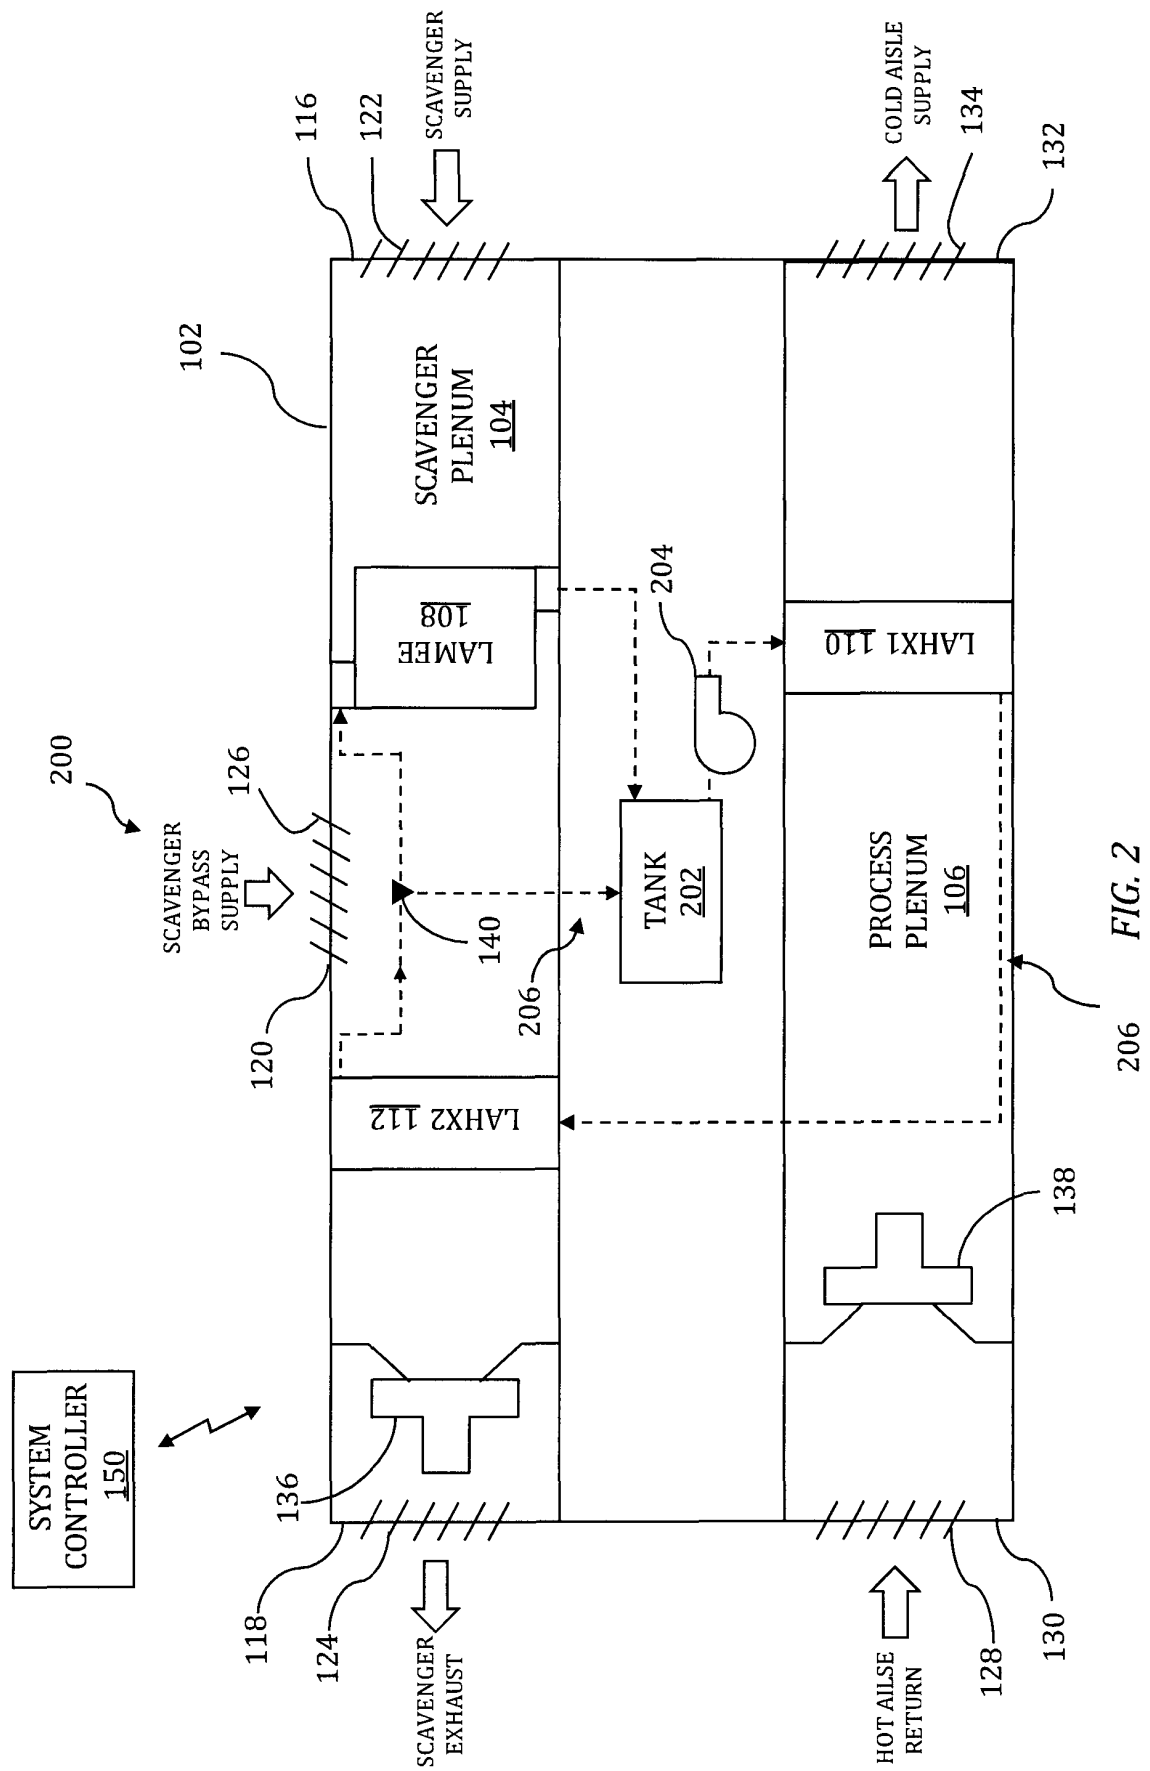 SYSTEM
CONTROLLER
150
200
SCAVENGER
BYPASS
SUPPLY
126
120
102
116
122
SCAVENGER
SUPPLY
118
124
SCAVENGER
EXHAUST
136
LAHX2 112
140
LAMEE
108
SCAVENGER
PLENUM
104
206
TANK
202
204
HOT AILSE
RETURN
128
130
138
PROCESS
PLENUM
106
LAHX1 110
COLD AISLE
SUPPLY
134
132
206
FIG. 2